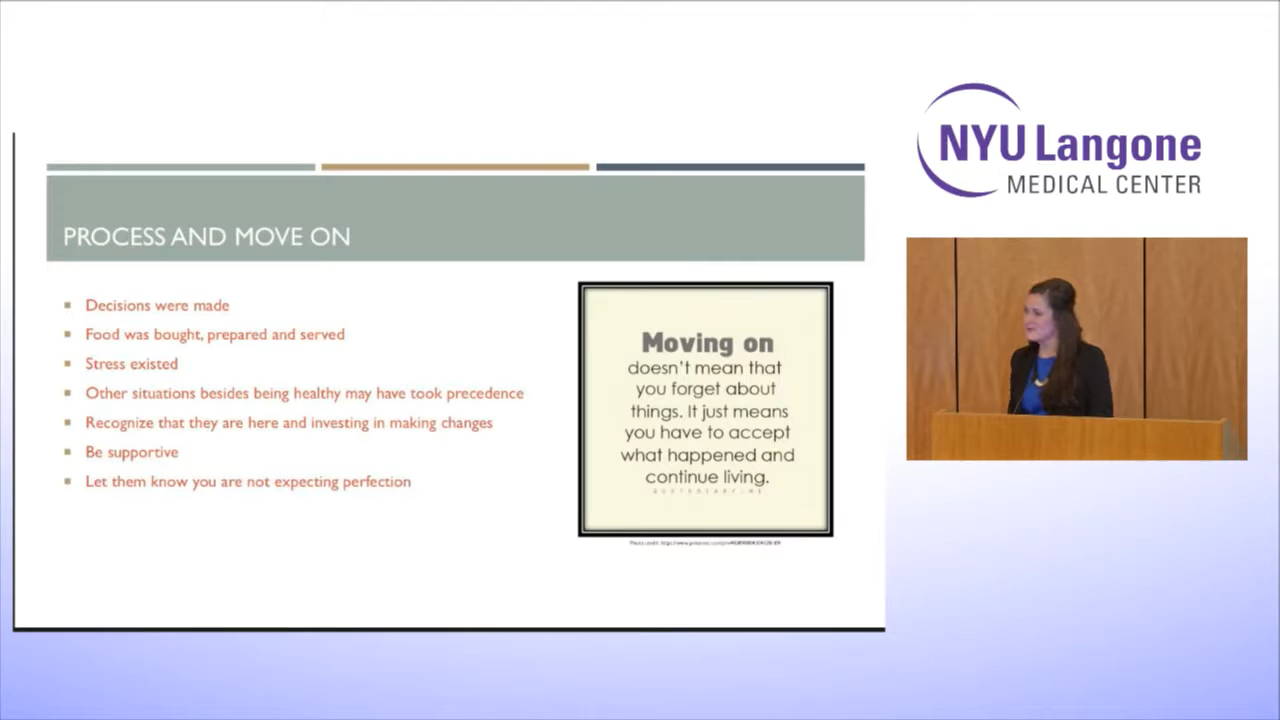 NYU Langone
MEDICAL CENTER
PROCESS AND MOVE ON
Decisions were made
Food was bought, prepared and served
Stress existed
Other situations besides being healthy may have took precedence
Recognize that they are here and investing in making changes
Be supportive
Let them know you are not expecting perfection
Moving on
doesn't mean that
you forget about
things. It just means
you have to accept
what happened and
continue living.